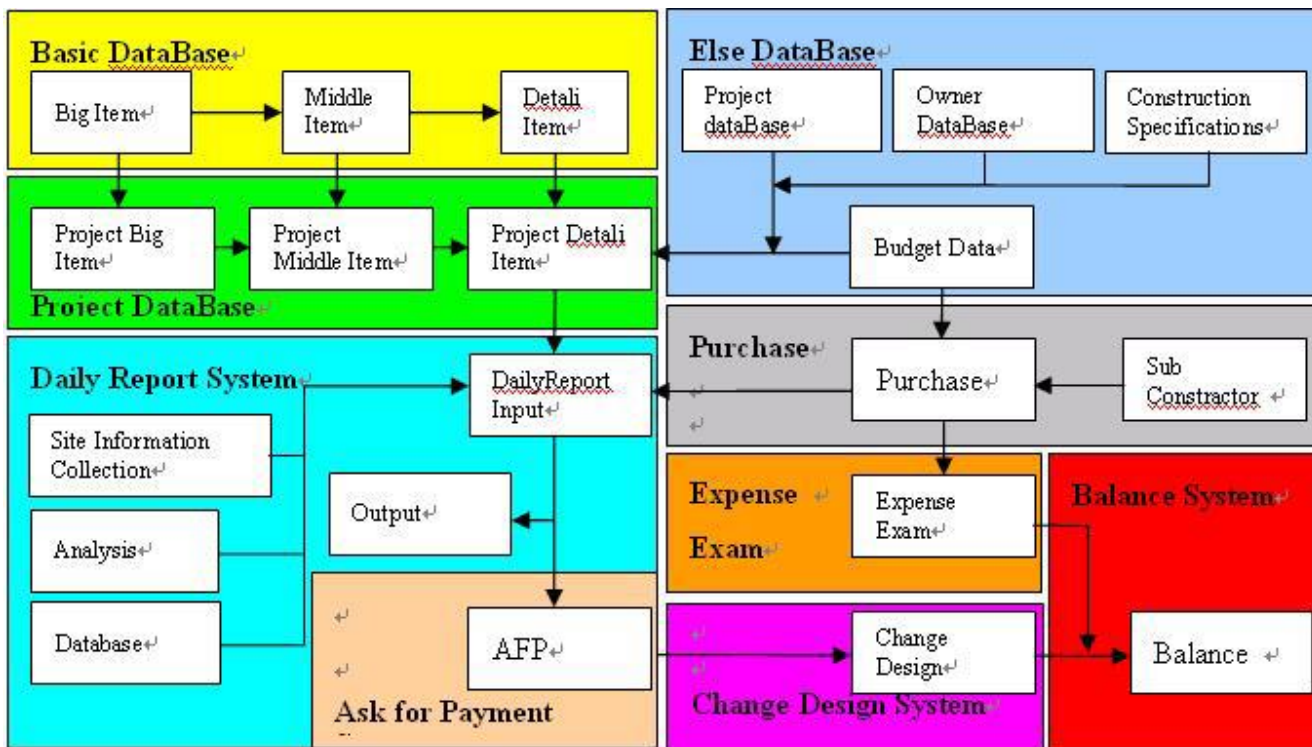 Basic DataBase
Big Item
Middle
Item
Detali
Item
Else DataBase
Project
dataBase
Owner
DataBase
Construction
Specifications
Project Big
Item
Project
Middle Item
Project Detali
Item
Project DataBase
Budget Data
Daily Report System
DailyReport
Input
Site Information
Collection
Output
Analysis
Database
AFP
Ask for Payment
Purchase
Purchase
Sub
Constractor
Expense
Exam
Expense
Exam
Balance System
Balance
Change
Design
Change Design System